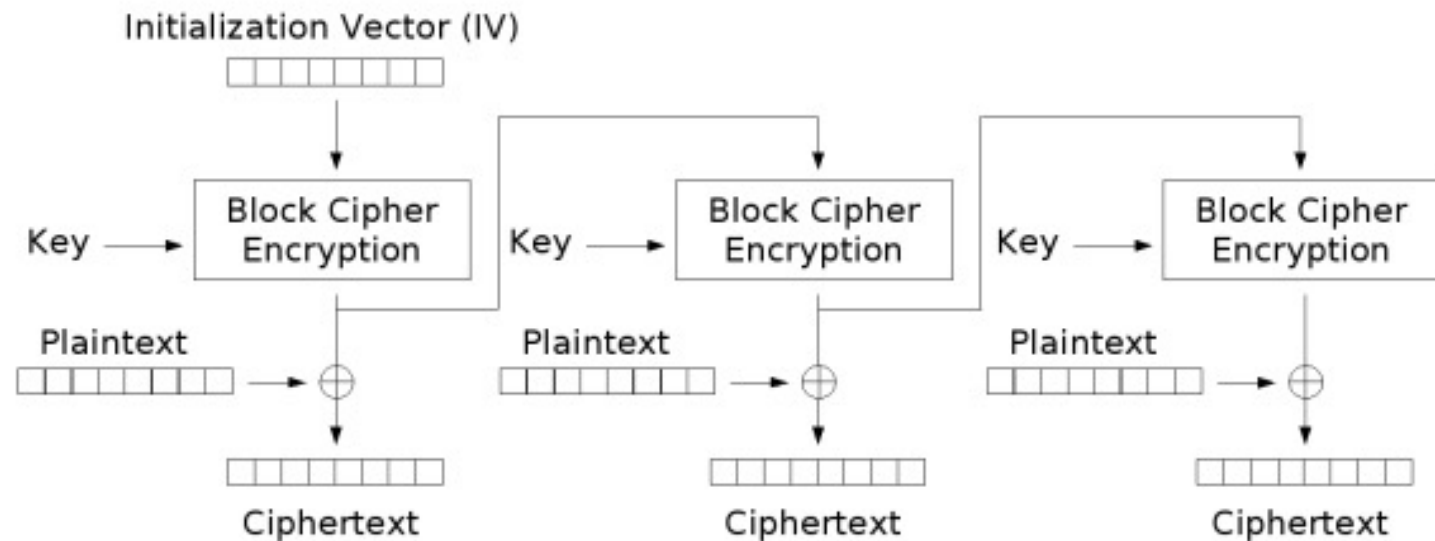 Initialization Vector (IV)
Block Cipher
Encryption
Block Cipher
Encryption
Block Cipher
Encryption
Key
Key
Key
Plaintext
Plaintext
Plaintext
Ciphertext
Ciphertext
Ciphertext